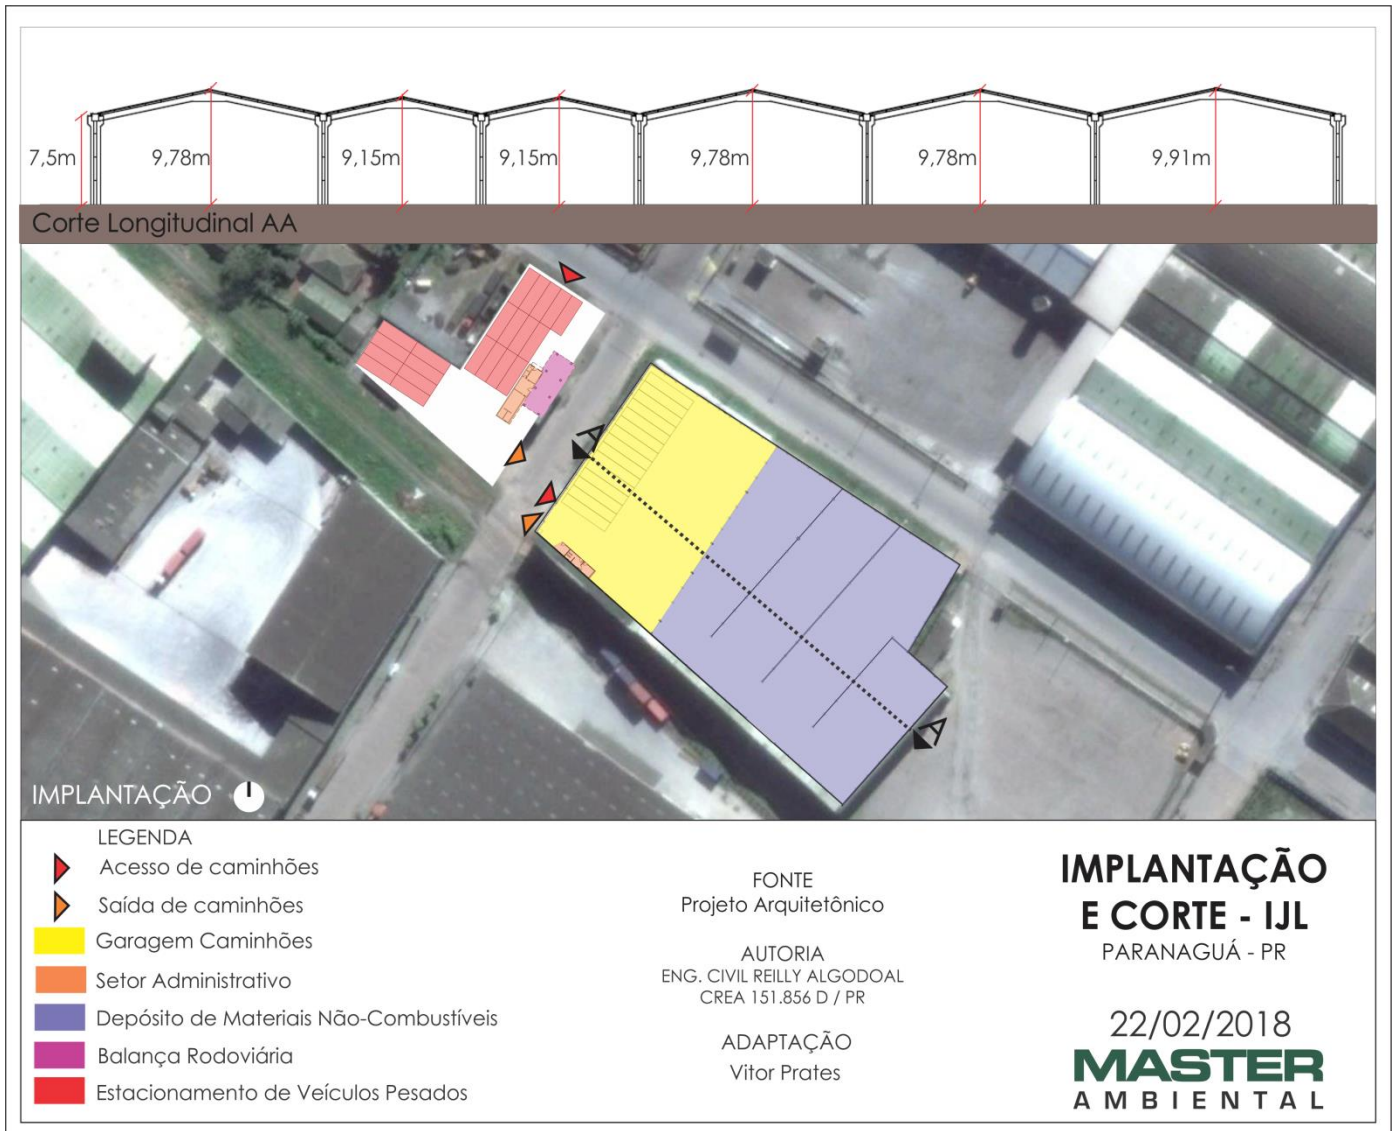 7,5m 9,78m 9,15m 9,15m 9,78m 9,78m 9,91m
Corte Longitudinal AA
A
A
IMPLANTAÇÃO
LEGENDA
Acesso de caminhões
Saída de caminhões
Garagem Caminhões
Setor Administrativo
Depósito de Materiais Não-Combustíveis
Balança Rodoviária
Estacionamento de Veículos Pesados
FONTE
Projeto Arquitetônico
AUTORIA
ENG. CIVIL REILLY ALGODOAL
CREA 151.856 D / PR
ADAPTAÇÃO
Vitor Prates
IMPLANTAÇÃO
E CORTE - IJL
PARANAGUÁ - PR
22/02/2018
MASTER
AMBIENTAL